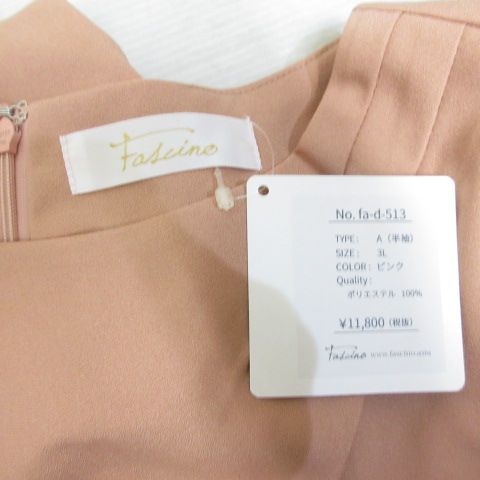 Fascino
No. fa-d-513
TYPE: A（半袖）
SIZE: 3L
COLOR: ピンク
Quality:
ポリエステル 100%
¥11,800（税抜）
Fascino www.fascino.com